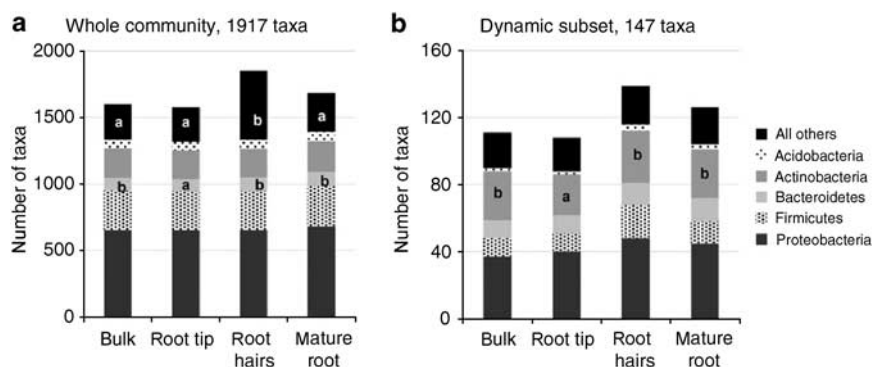 a Whole community, 1917 taxa
Number of taxa
2000
1500
1000
500
0
a
a
b
a
b
a
b
b
Bulk
Root tip
Root
hairs
Mature
root
b Dynamic subset, 147 taxa
Number of taxa
160
120
80
40
0
b
a
b
b
Bulk
Root tip
Root
hairs
Mature
root
All others
Acidobacteria
Actinobacteria
Bacteroidetes
Firmicutes
Proteobacteria